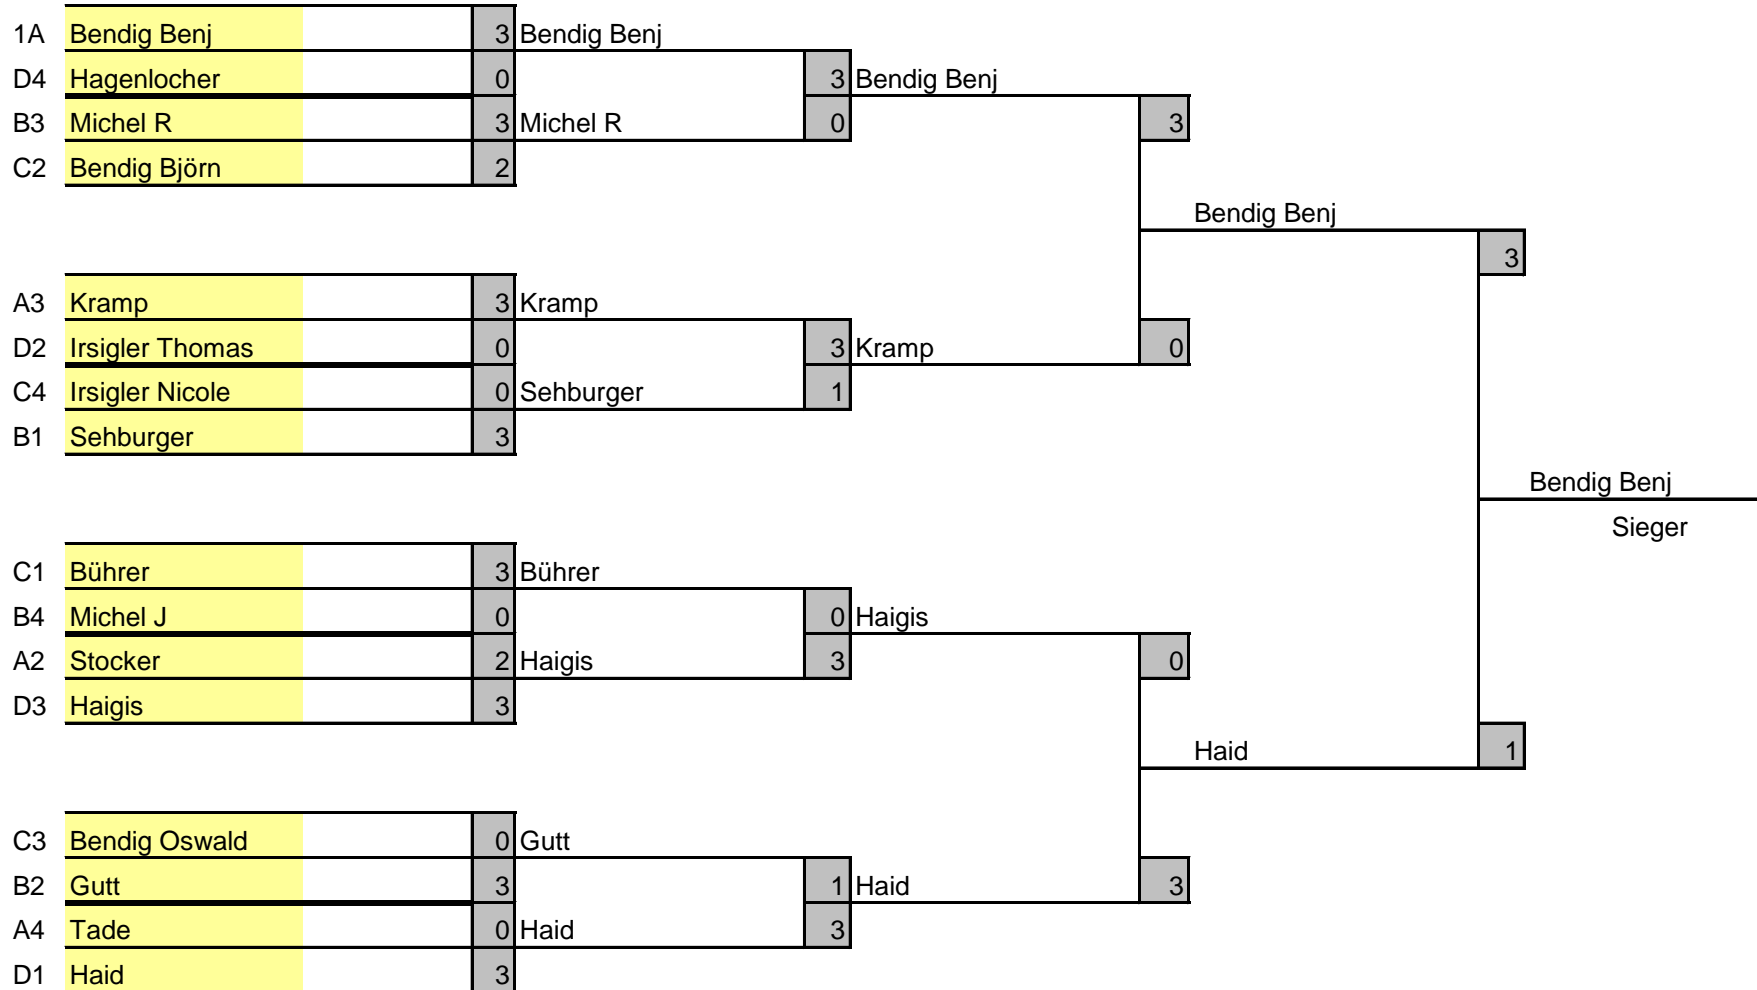 1A Bendig Benj 3 Bendig Benj
D4 Hagenlocher 0 3 Bendig Benj
B3 Michel R 3 Michel R 0 3
C2 Bendig Björn 2
Bendig Benj
3
A3 Kramp 3 Kramp
D2 Irsigler Thomas 0 3 Kramp 0
C4 Irsigler Nicole 0 Sehburger 1
B1 Sehburger 3
Bendig Benj
Sieger
C1 Bührer 3 Bührer
B4 Michel J 0 0 Haigis
A2 Stocker 2 Haigis 3 0
D3 Haigis 3
Haid 1
C3 Bendig Oswald 0 Gutt
B2 Gutt 3 1 Haid 3
A4 Tade 0 Haid 3
D1 Haid 3